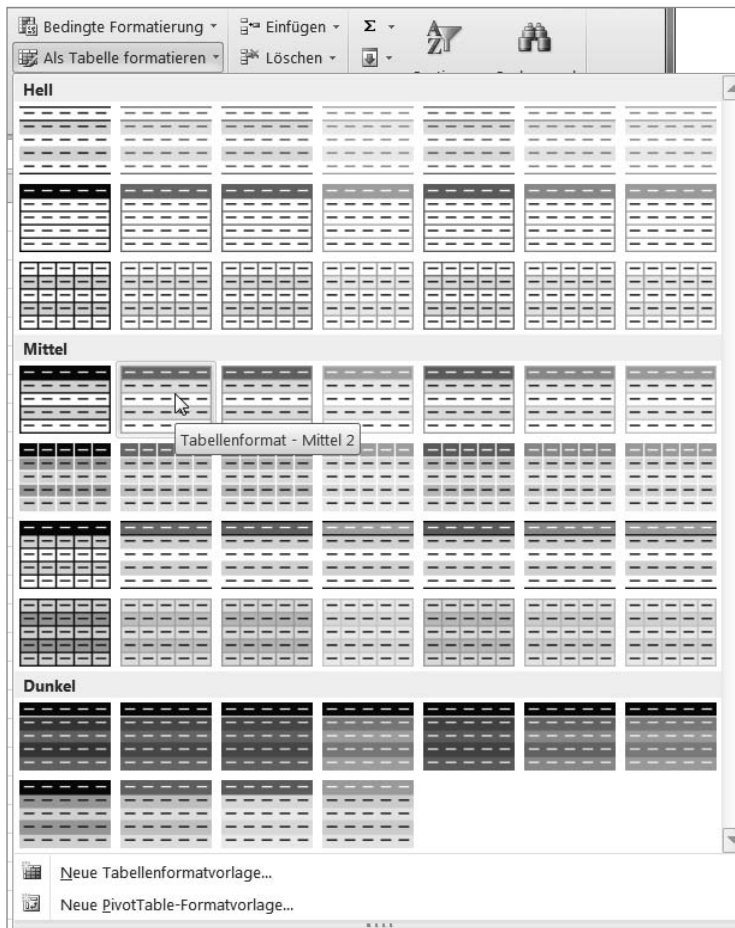 Bedingte Formatierung
Einfügen
Σ
Als Tabelle formatieren
Löschen
A
Z
Hell
Mittel
Tabellenformat - Mittel 2
Dunkel
Neue Tabellenformatvorlage...
Neue PivotTable-Formatvorlage...